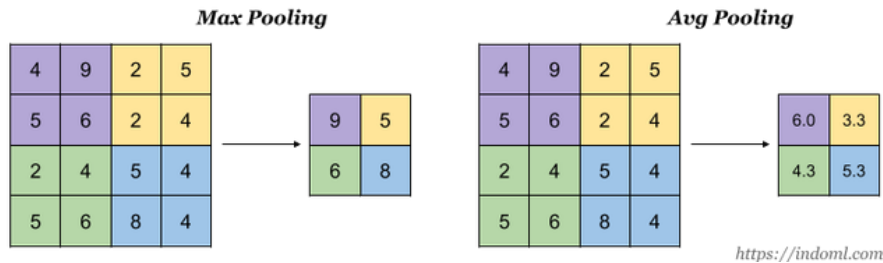 Max Pooling Avg Pooling
4 9 2 5 4 9 2 5
5 6 2 4 9 5 5 6 2 4 6.0 3.3
2 4 5 4 6 8 2 4 5 4 4.3 5.3
5 6 8 4 5 6 8 4
https://indoml.com